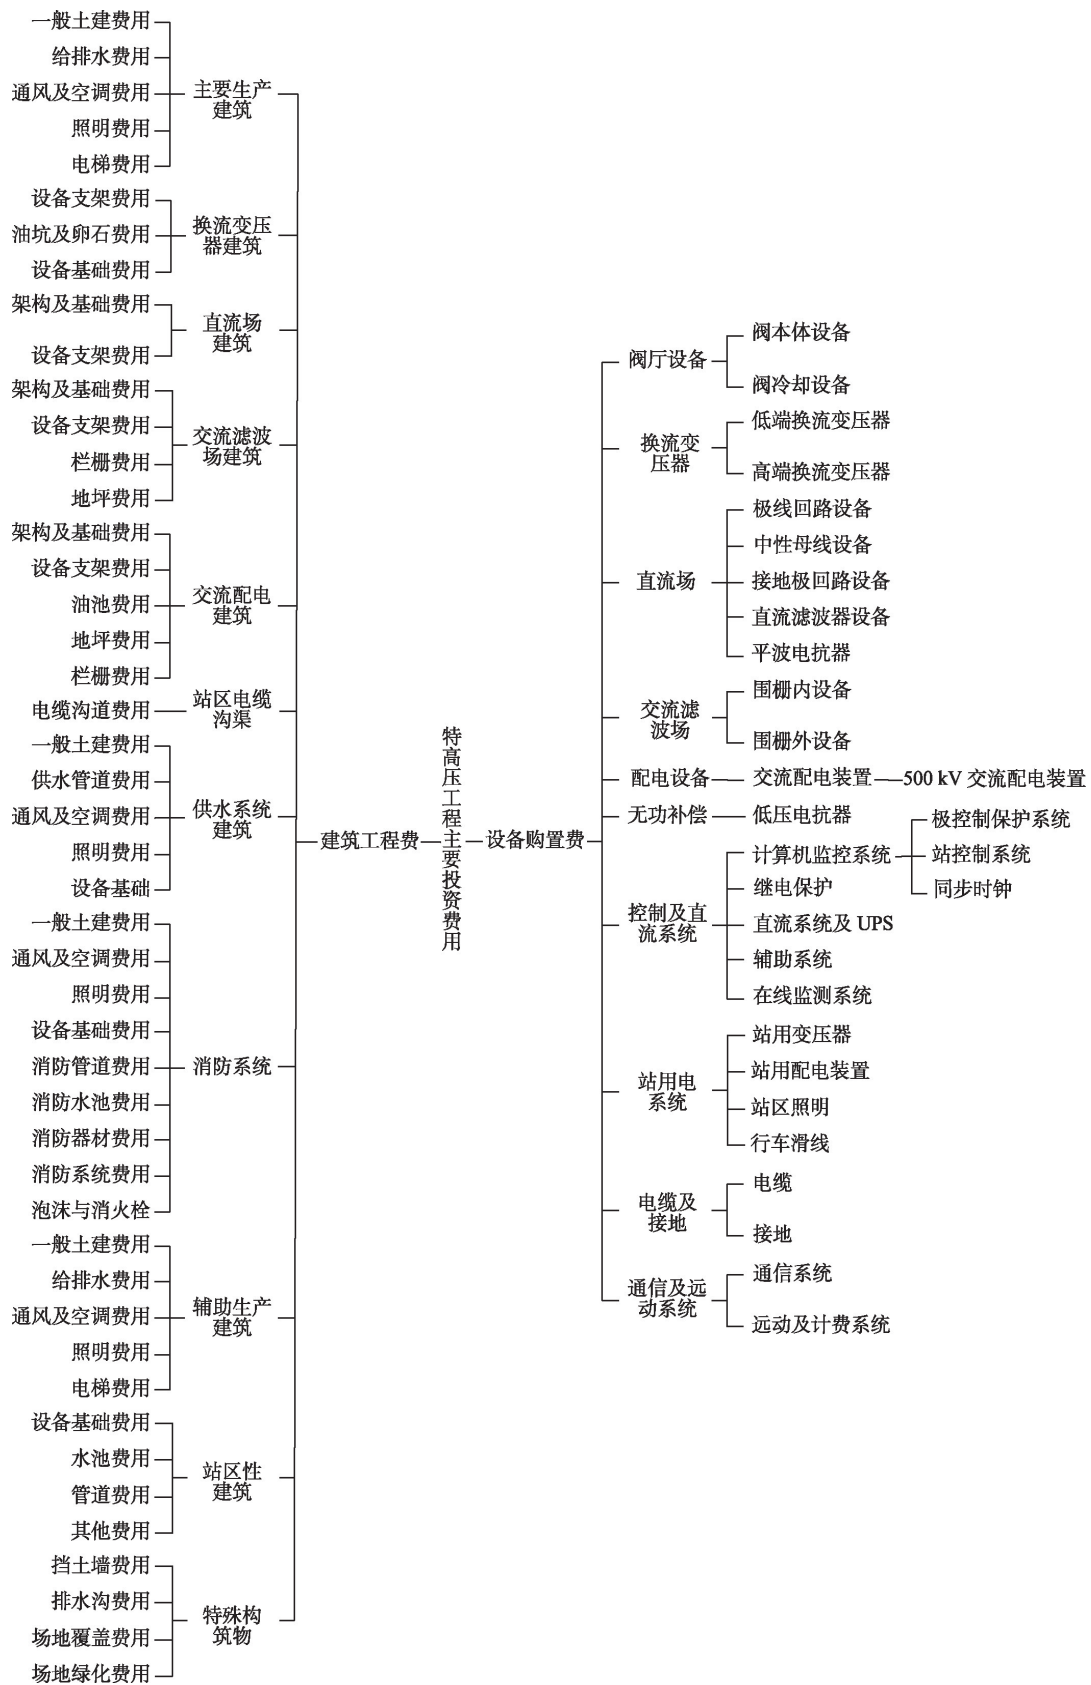 一般土建费用
给排水费用
通风及空调费用
照明费用
电梯费用
主要生产
建筑
设备支架费用
油坑及卵石费用
设备基础费用
换流变压
器建筑
架构及基础费用
设备支架费用
直流场
建筑
架构及基础费用
设备支架费用
栏栅费用
地坪费用
交流滤波
场建筑
架构及基础费用
设备支架费用
油池费用
地坪费用
栏栅费用
交流配电
建筑
电缆沟道费用
站区电缆
沟渠
一般土建费用
供水管道费用
通风及空调费用
照明费用
设备基础
供水系统
建筑
一般土建费用
通风及空调费用
照明费用
设备基础费用
消防管道费用
消防水池费用
消防器材费用
消防系统费用
泡沫与消火栓
消防系统
一般土建费用
给排水费用
通风及空调费用
照明费用
电梯费用
辅助生产
建筑
设备基础费用
水池费用
管道费用
其他费用
站区性
建筑
挡土墙费用
排水沟费用
场地覆盖费用
场地绿化费用
特殊构
筑物
建筑工程费
特高压工程主要投资费用
设备购置费
阀厅设备
阀本体设备
阀冷却设备
换流变
压器
低端换流变压器
高端换流变压器
直流场
极线回路设备
中性母线设备
接地极回路设备
直流滤波器设备
平波电抗器
交流滤
波场
围栅内设备
围栅外设备
配电设备
交流配电装置
500 kV 交流配电装置
无功补偿
低压电抗器
控制及直
流系统
计算机监控系统
极控制保护系统
站控制系统
同步时钟
继电保护
直流系统及 UPS
辅助系统
在线监测系统
站用电
系统
站用变压器
站用配电装置
站区照明
行车滑线
电缆及
接地
电缆
接地
通信及远
动系统
通信系统
远动及计费系统